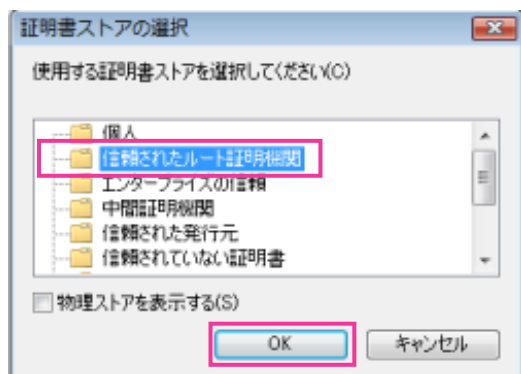 証明書ストアの選択
使用する証明書ストアを選択してください(C)
個人
信頼されたルート証明機関
エンタープライズの信頼
中間証明機関
信頼された発行元
信頼されていない証明書
物理ストアを表示する(S)
OK
キャンセル